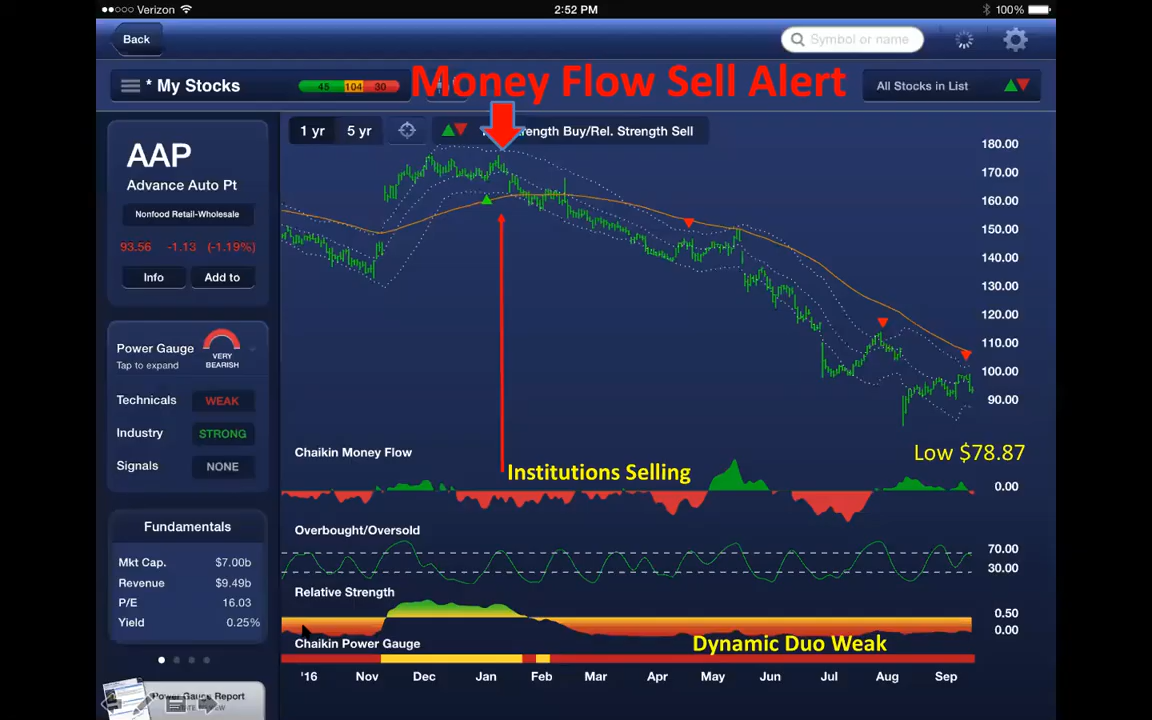 Verizon
2:52 PM
100%
Back
Symbol or name
* My Stocks
45 104 30
Money Flow Sell Alert
All Stocks in List
1 yr
5 yr
ength Buy/Rel. Strength Sell
AAP
Advance Auto Pt
Nonfood Retail-Wholesale
93.56 -1.13 (-1.19%)
Info
Add to
Power Gauge
Tap to expand
VERY
BEARISH
Technicals WEAK
Industry STRONG
Signals NONE
Fundamentals
Mkt Cap. $7.00b
Revenue $9.49b
P/E 16.03
Yield 0.25%
Power Gauge Report
180.00
170.00
160.00
150.00
140.00
130.00
120.00
110.00
100.00
90.00
Low $78.87
Chaikin Money Flow
Institutions Selling
0.00
Overbought/Oversold
70.00
30.00
Relative Strength
0.50
0.00
Chaikin Power Gauge
Dynamic Duo Weak
'16 Nov Dec Jan Feb Mar Apr May Jun Jul Aug Sep